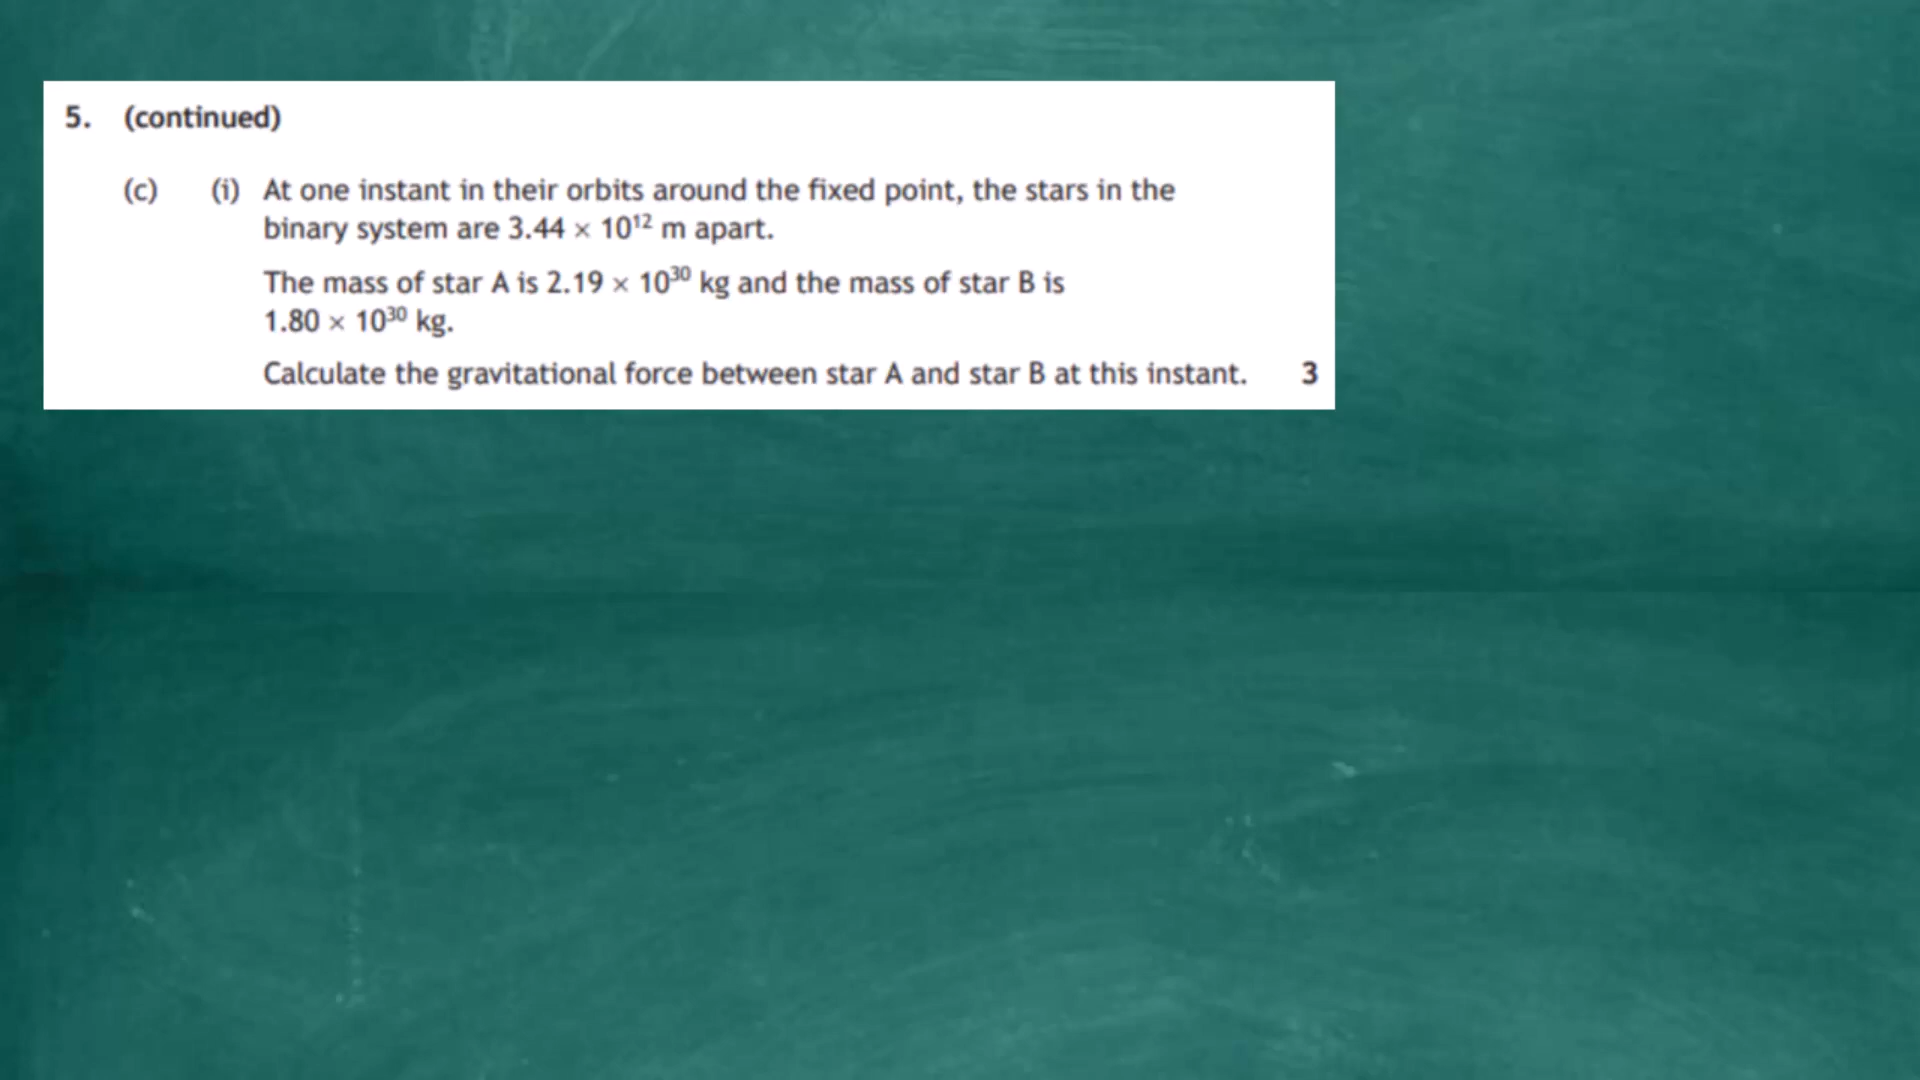 5. (continued)
(c) (i) At one instant in their orbits around the fixed point, the stars in the
binary system are 3.44 × 10¹² m apart.
The mass of star A is 2.19 × 10³⁰ kg and the mass of star B is
1.80 × 10³⁰ kg.
Calculate the gravitational force between star A and star B at this instant. 3